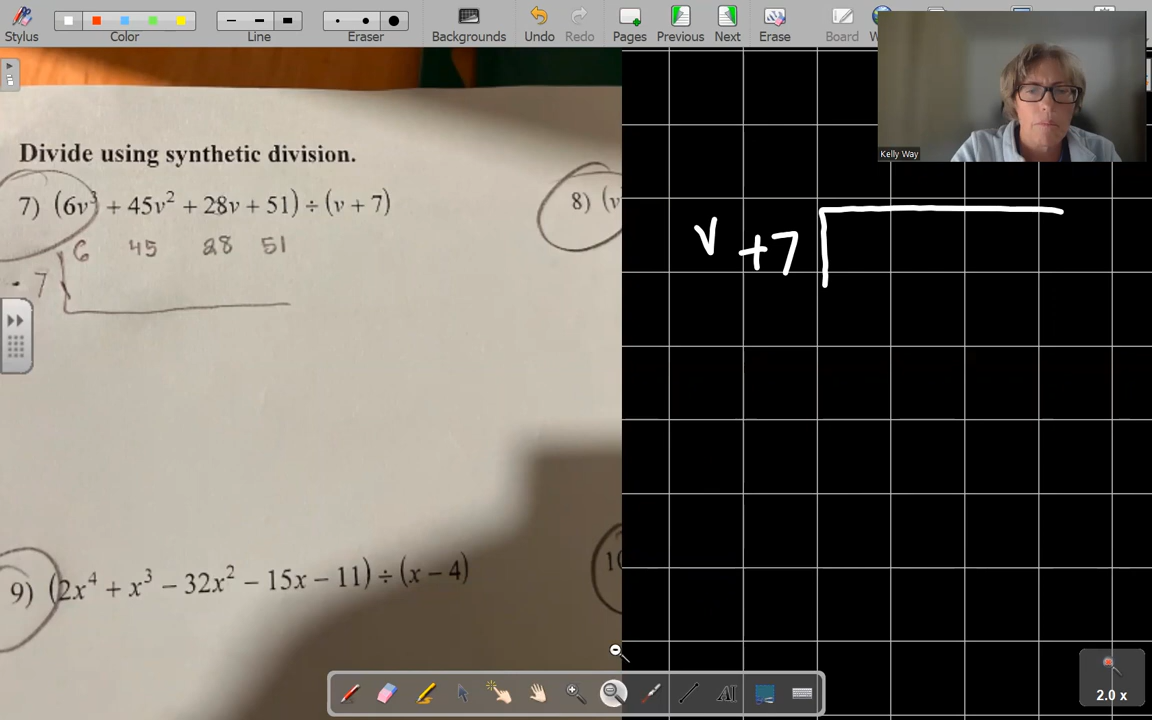 Stylus
Color
Line
Eraser
Backgrounds
Undo
Redo
Pages
Previous
Next
Erase
Board
Kelly Way
Divide using synthetic division.
7) (6v³ + 45v² + 28v + 51) ÷ (v + 7)
8) (v
6 45 28 51
- 7
v + 7
9) (2x⁴ + x³ − 32x² − 15x − 11) ÷ (x − 4)
2.0 x